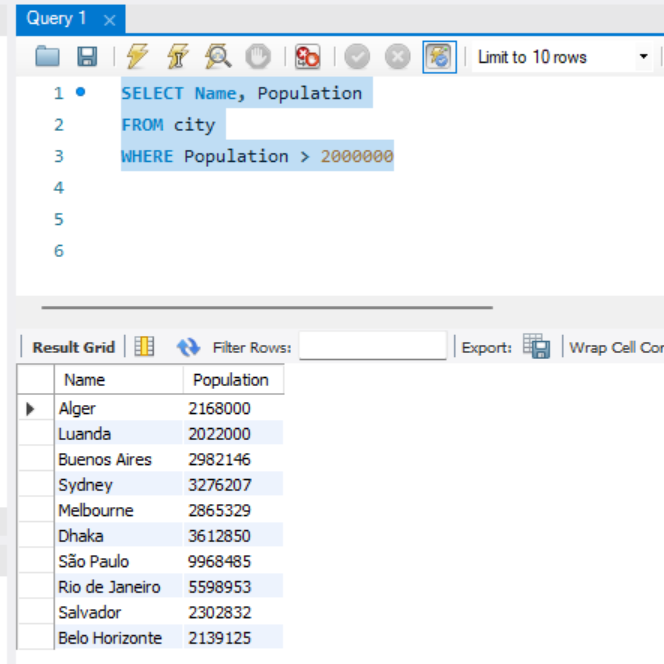 Query 1
Limit to 10 rows
1 SELECT Name, Population
2 FROM city
3 WHERE Population > 2000000
4
5
6
Result Grid Filter Rows: Export: Wrap Cell Cor
Name Population
Alger 2168000
Luanda 2022000
Buenos Aires 2982146
Sydney 3276207
Melbourne 2865329
Dhaka 3612850
São Paulo 9968485
Rio de Janeiro 5598953
Salvador 2302832
Belo Horizonte 2139125